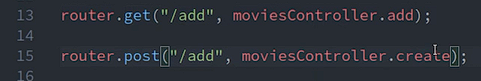 13 router.get("/add", moviesController.add);
14
15 router.post("/add", moviesController.create);
16